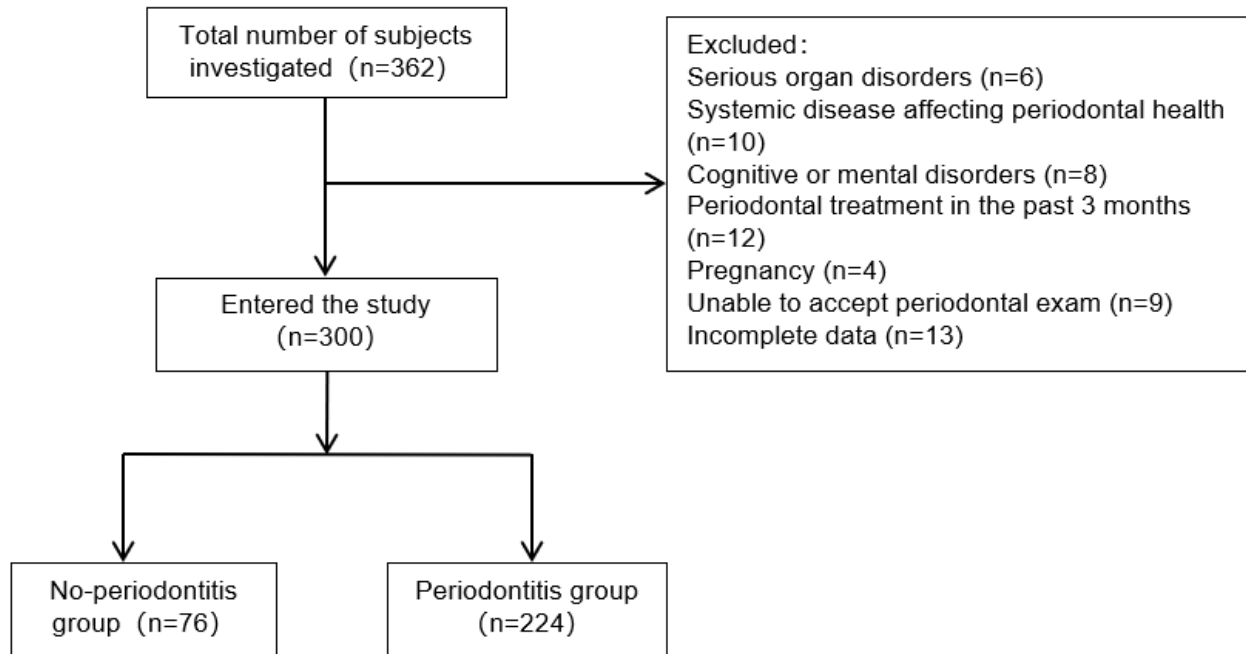 Total number of subjects
investigated（n=362）
Excluded：
Serious organ disorders (n=6)
Systemic disease affecting periodontal health
(n=10)
Cognitive or mental disorders (n=8)
Periodontal treatment in the past 3 months
(n=12)
Pregnancy (n=4)
Unable to accept periodontal exam (n=9)
Incomplete data (n=13)
Entered the study
（n=300）
No-periodontitis
group（n=76）
Periodontitis group
（n=224）